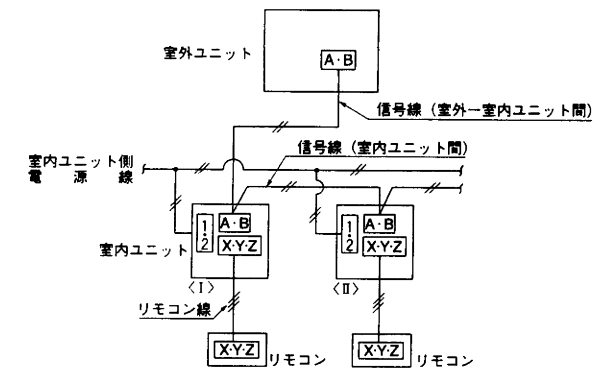 室外ユニット
A・B
信号線（室外ー室内ユニット間）
信号線（室内ユニット間）
室内ユニット側
電源線
1・2
A・B
X・Y・Z
室内ユニット
〈Ⅰ〉
1・2
A・B
X・Y・Z
〈Ⅱ〉
リモコン線
X・Y・Z
リモコン
X・Y・Z
リモコン